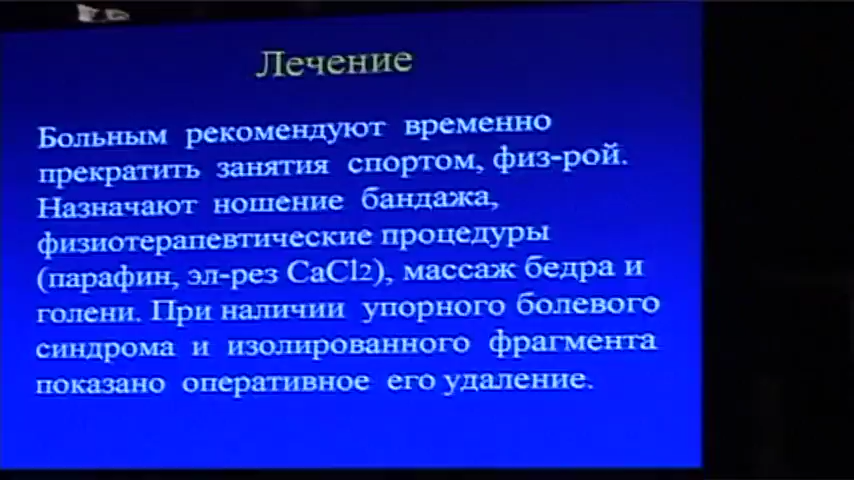 Лечение
Больным рекомендуют временно
прекратить занятия спортом, физ-рой.
Назначают ношение бандажа,
физиотерапевтические процедуры
(парафин, эл-рез CaCl2), массаж бедра и
голени. При наличии упорного болевого
синдрома и изолированного фрагмента
показано оперативное его удаление.